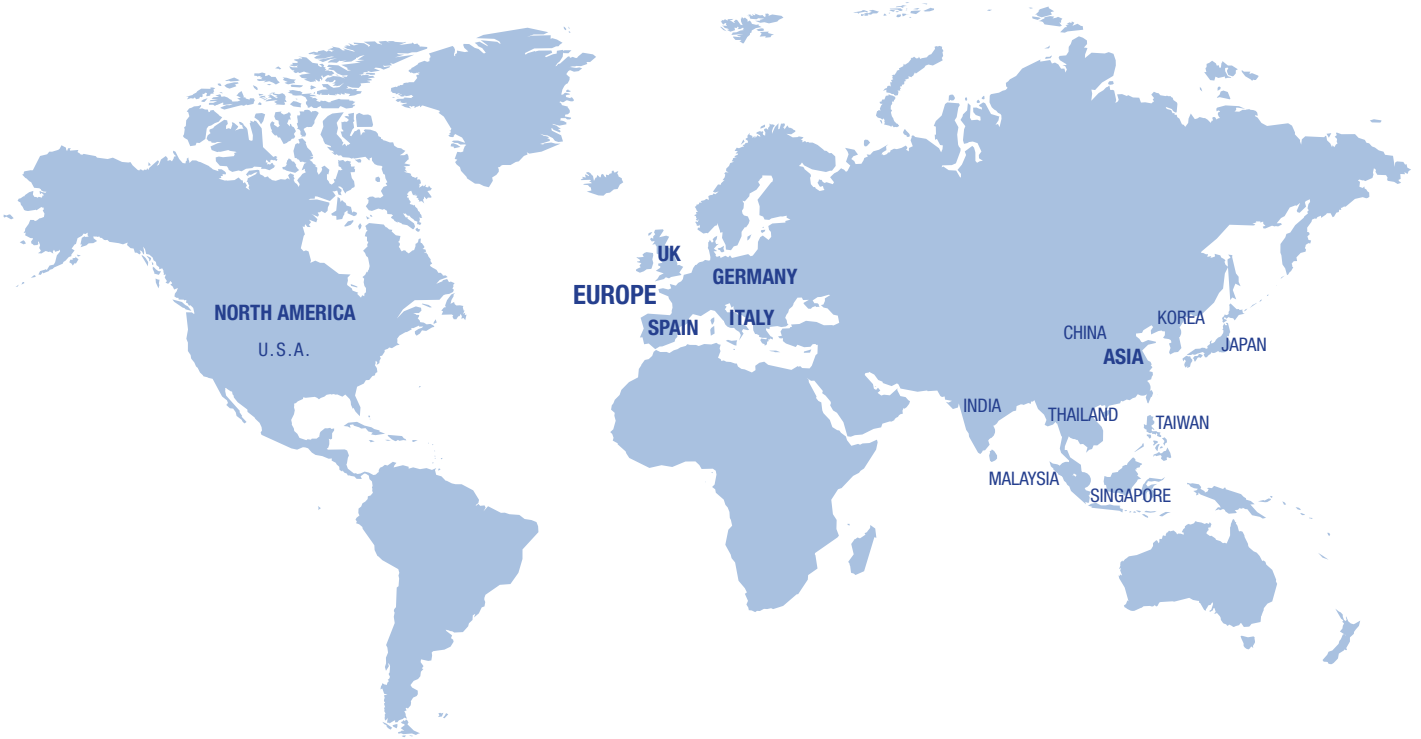 UK
GERMANY
EUROPE
NORTH AMERICA
ITALY
KOREA
SPAIN
CHINA
JAPAN
U.S.A.
ASIA
INDIA
THAILAND
TAIWAN
MALAYSIA
SINGAPORE